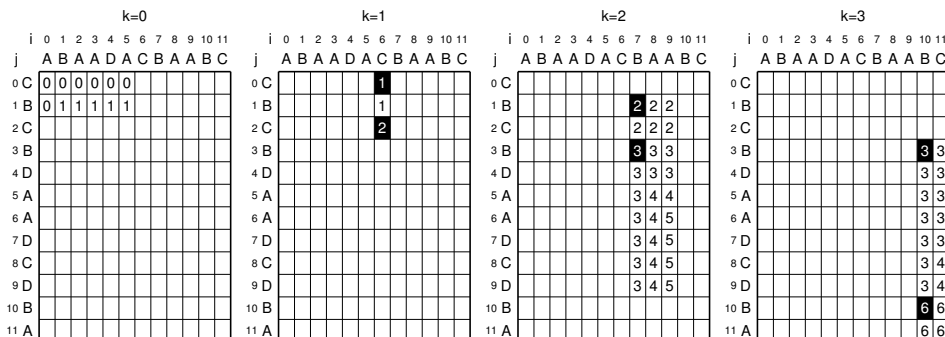 k=0 k=1 k=2 k=3
i 0 1 2 3 4 5 6 7 8 9 10 11 i 0 1 2 3 4 5 6 7 8 9 10 11 i 0 1 2 3 4 5 6 7 8 9 10 11 i 0 1 2 3 4 5 6 7 8 9 10 11
j A B A A D A C B A A B C j A B A A D A C B A A B C j A B A A D A C B A A B C j A B A A D A C B A A B C
0 C 0 0 0 0 0 0 0 C 1 0 C 0 C
1 B 0 1 1 1 1 1 1 B 1 1 B 2 2 2 1 B
2 C 2 C 2 2 C 2 2 2 2 C
3 B 3 B 3 B 3 3 3 3 B 3 3
4 D 4 D 4 D 3 3 3 4 D 3 3
5 A 5 A 5 A 3 4 4 5 A 3 3
6 A 6 A 6 A 3 4 5 6 A 3 3
7 D 7 D 7 D 3 4 5 7 D 3 3
8 C 8 C 8 C 3 4 5 8 C 3 4
9 D 9 D 9 D 3 4 5 9 D 3 4
10 B 10 B 10 B 10 B 6 6
11 A 11 A 11 A 11 A 6 6